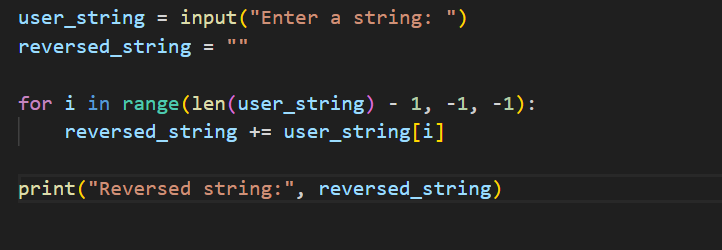 user_string = input("Enter a string: ")
reversed_string = ""
for i in range(len(user_string) - 1, -1, -1):
    reversed_string += user_string[i]
print("Reversed string:", reversed_string)